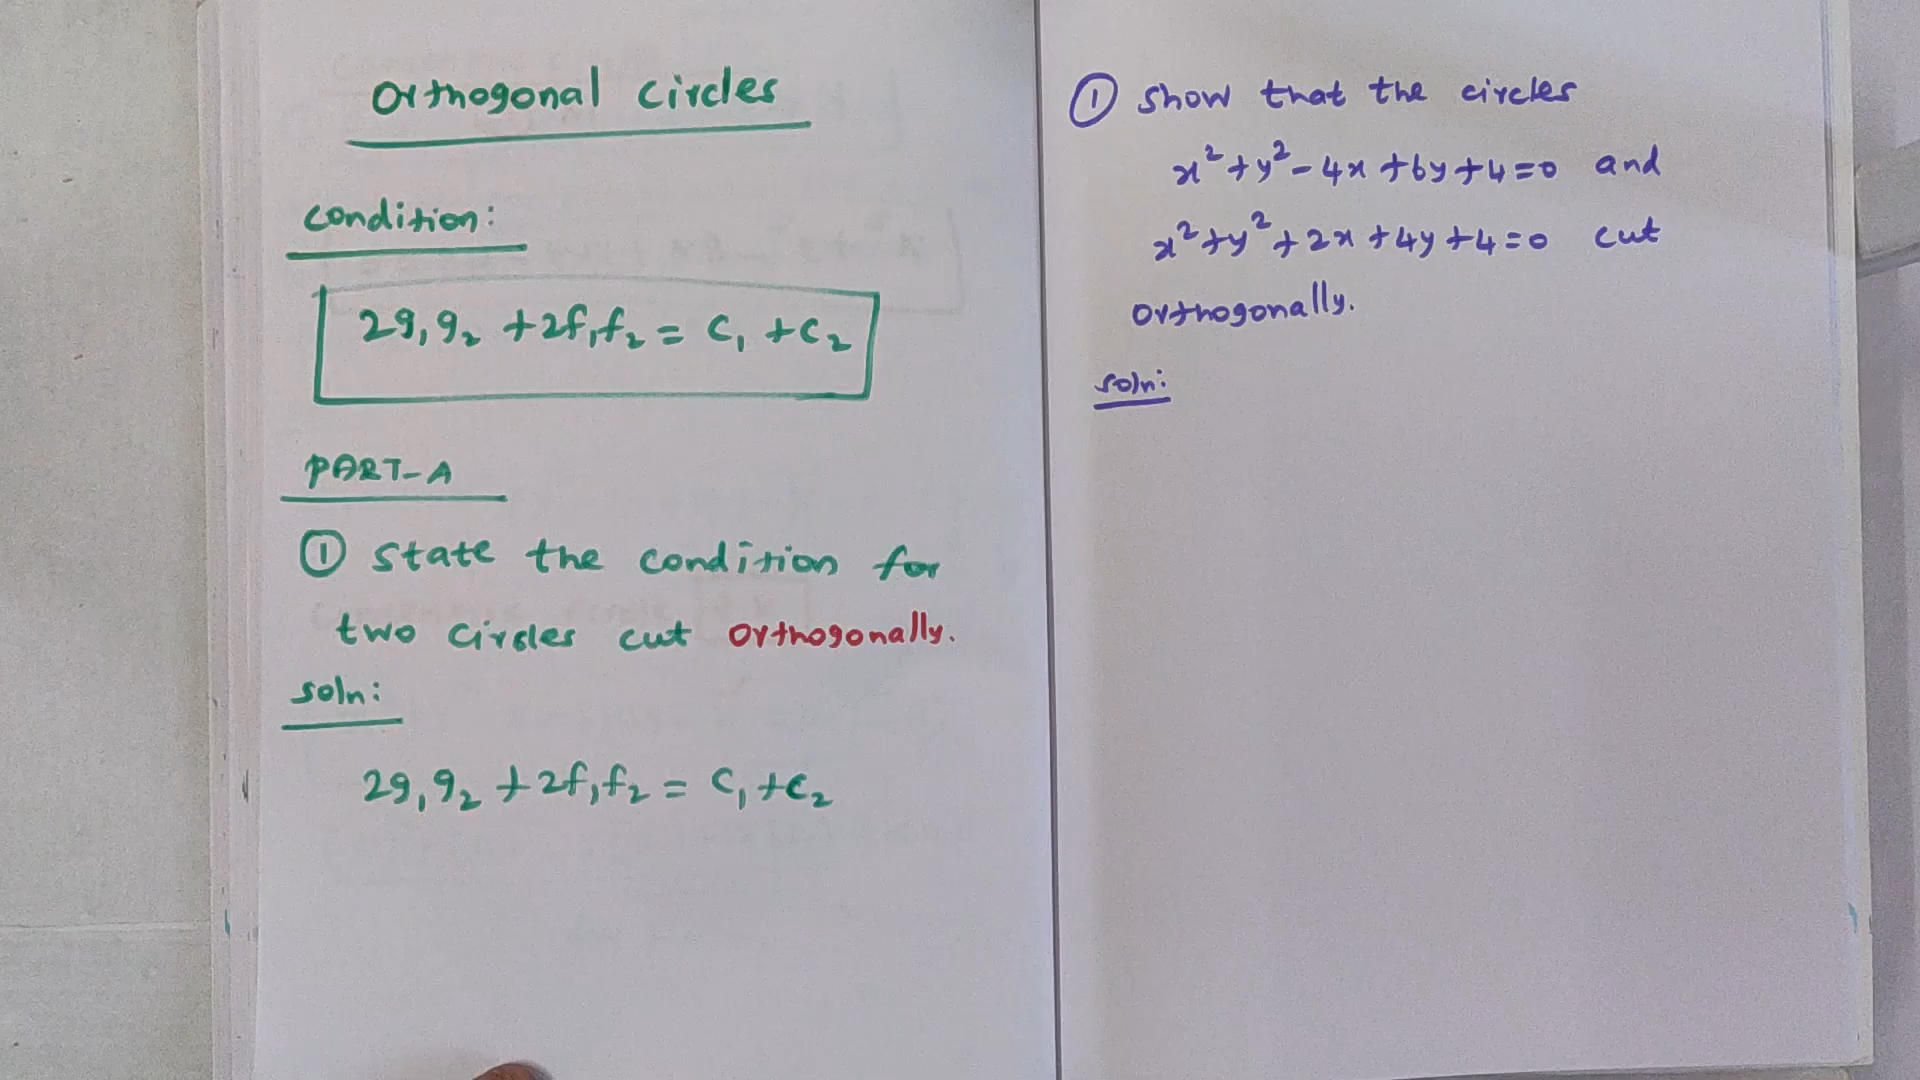 Orthogonal Circles
Condition:
2g₁g₂ + 2f₁f₂ = C₁ + C₂
PART-A
① State the condition for
two circles cut orthogonally.
Soln:
2g₁g₂ + 2f₁f₂ = C₁ + C₂
① Show that the circles
x² + y² - 4x + 6y + 4 = 0 and
x² + y² + 2x + 4y + 4 = 0 cut
orthogonally.
Soln: